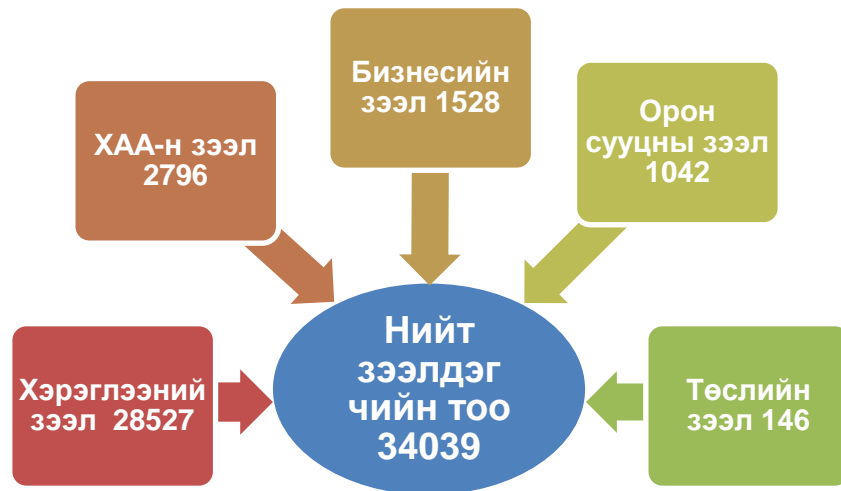 Бизнесийн
зээл 1528
Орон
сууцны зээл
1042
ХАА-н зээл
2796
Нийт
зээлдэг
чийн тоо
34039
Хэрэглээний
зээл 28527
Төслийн
зээл 146